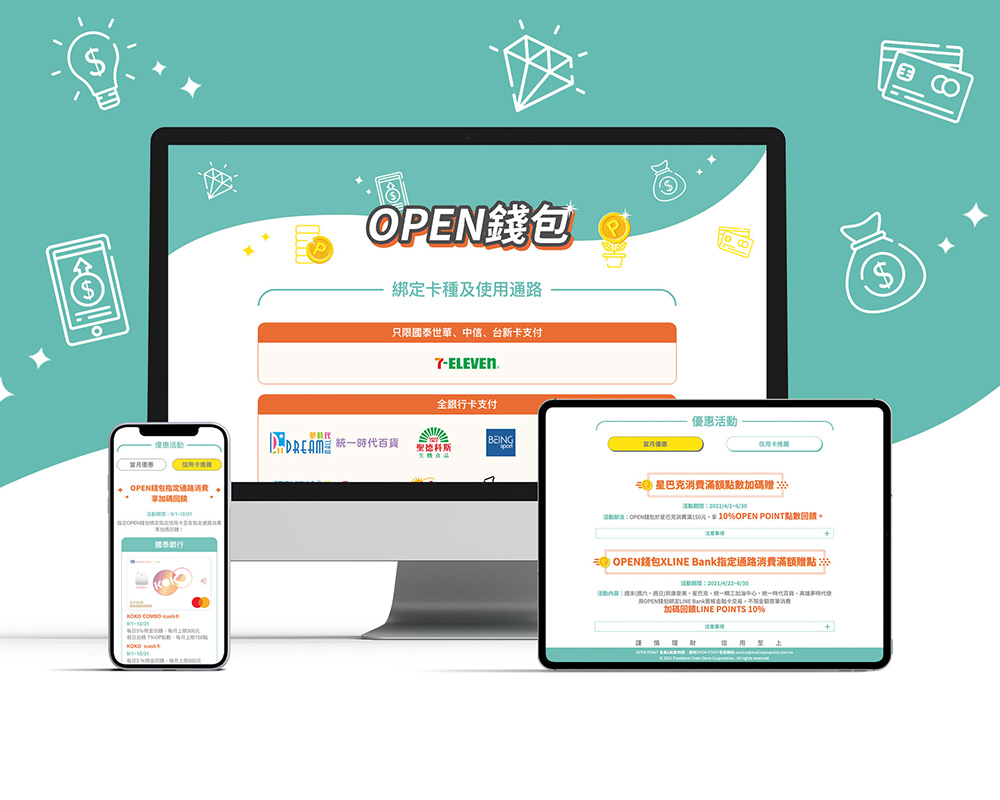 OPEN錢包
綁定卡種及使用通路
只限國泰世華、中信、台新卡支付
7-ELEVEN
全銀行卡支付
夢時代
DREAM MALL
統一時代百貨
聖德科斯
生機食品
BEING
sport
優惠活動
當月優惠
信用卡推薦
OPEN錢包指定通路消費
享加碼回饋
活動期間：9/1-12/31
指定OPEN錢包綁定指定信用卡至各指定通路消費
享加碼回饋！
國泰銀行
KOKO
KOKO COMBO icash卡
9/1~12/31
每日5%現金回饋，每月上限300元
假日加碼 7%OP點數，每月上限150點
KOKO icash卡
9/1~12/31
每日3%現金回饋，每月上限300元
優惠活動
當月優惠
信用卡推薦
星巴克消費滿額點數加碼贈
活動期間：2021/4/1~6/30
活動辦法：OPEN錢包於星巴克消費滿150元，享 10%OPEN POINT點數回饋。
注意事項 +
OPEN錢包XLINE Bank指定通路消費滿額贈點
活動期間：2021/4/22~6/30
活動內容：週末(週六、週日)到康是美、星巴克、統一精工加油中心、統一時代百貨、高雄夢時代使
用OPEN錢包綁定LINE Bank簽帳金融卡交易，不限金額首筆消費
加碼回饋LINE POINTS 10%
注意事項 +
謹慎理財 信用至上
© 2021 President Chain Store Corporation. All rights reserved